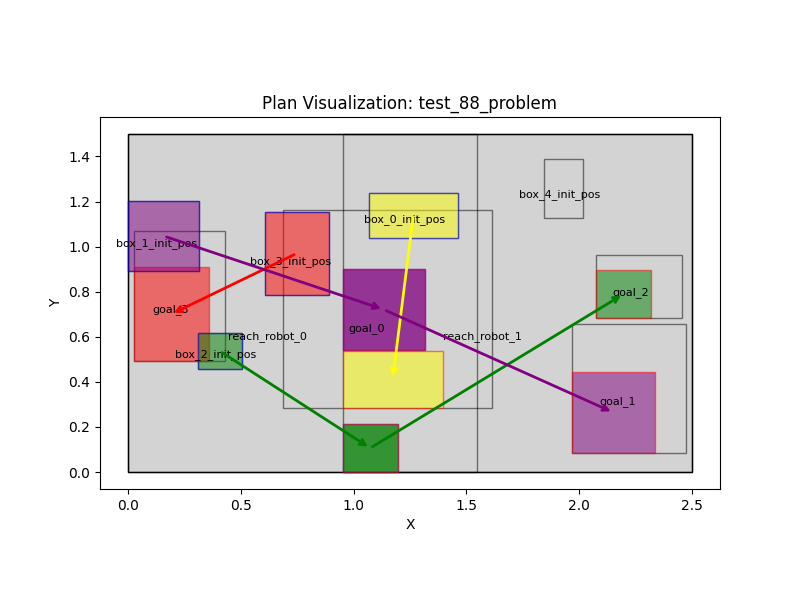 Plan Visualization: test_88_problem
1.4
1.2
1.0
0.8
0.6
0.4
0.2
0.0
Y
box_4_init_pos
box_0_init_pos
box_1_init_pos
box_3_init_pos
goal_2
goal_3
goal_0
reach_robot_0
reach_robot_1
box_2_init_pos
goal_1
0.0
0.5
1.0
1.5
2.0
2.5
X